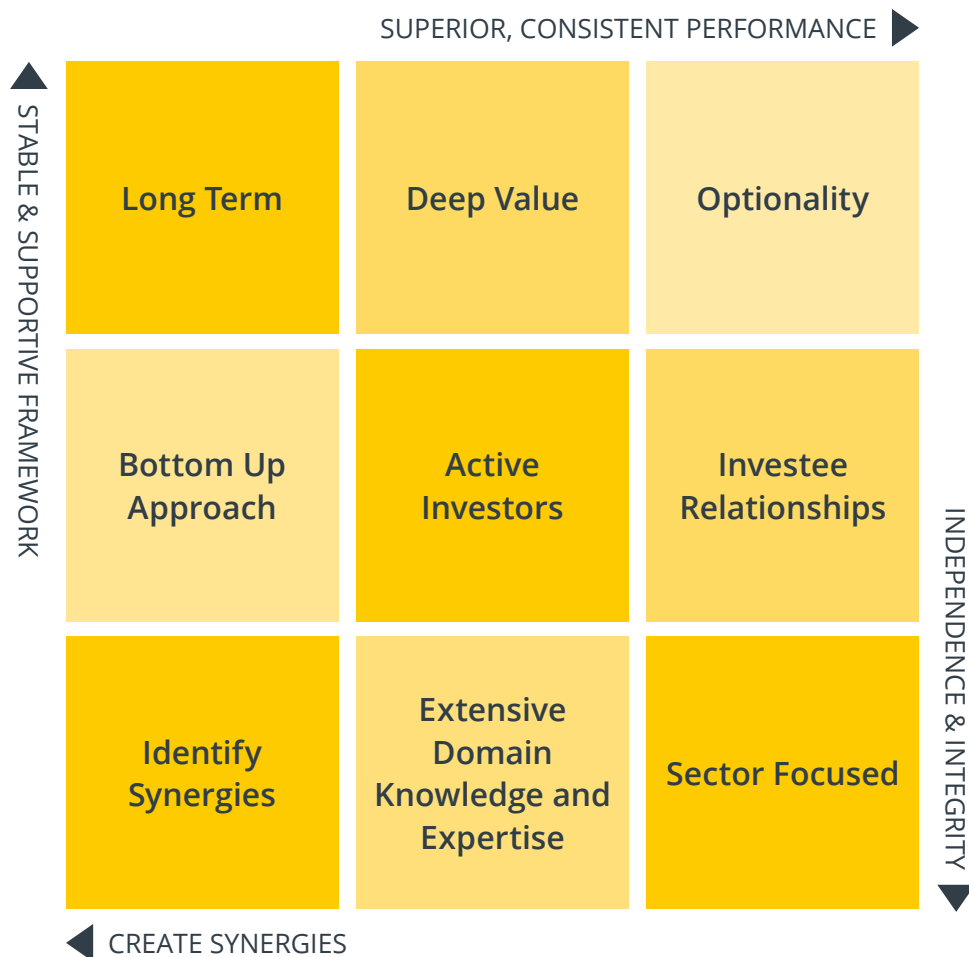 SUPERIOR, CONSISTENT PERFORMANCE
STABLE & SUPPORTIVE FRAMEWORK
Long Term
Deep Value
Optionality
Bottom Up
Approach
Active
Investors
Investee
Relationships
INDEPENDENCE & INTEGRITY
Identify
Synergies
Extensive
Domain
Knowledge and
Expertise
Sector Focused
CREATE SYNERGIES